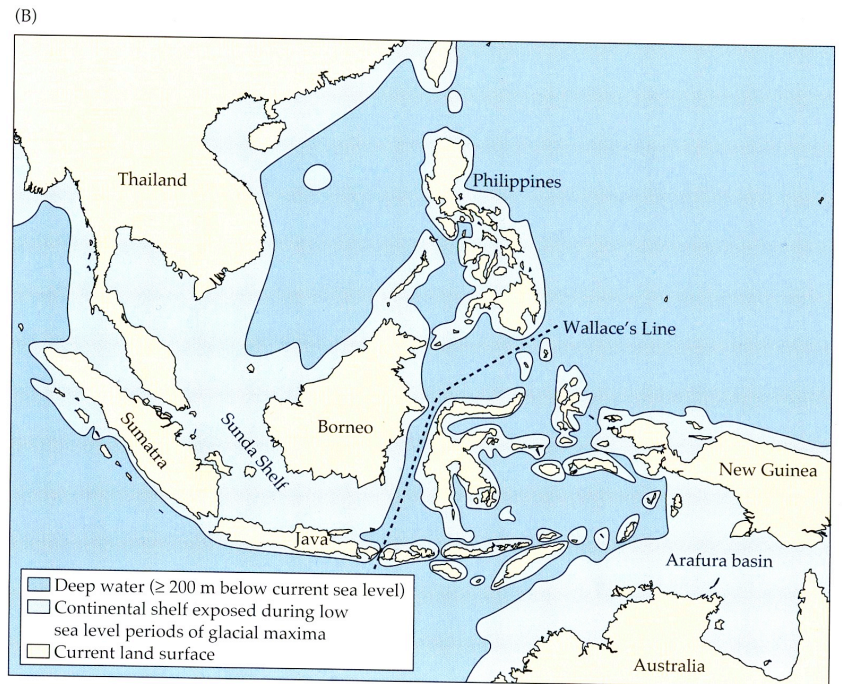 (B)
Thailand
Philippines
Wallace's Line
Borneo
Sumatra
Sunda Shelf
New Guinea
Java
Arafura basin
Deep water (≥ 200 m below current sea level)
Continental shelf exposed during low
sea level periods of glacial maxima
Current land surface
Australia